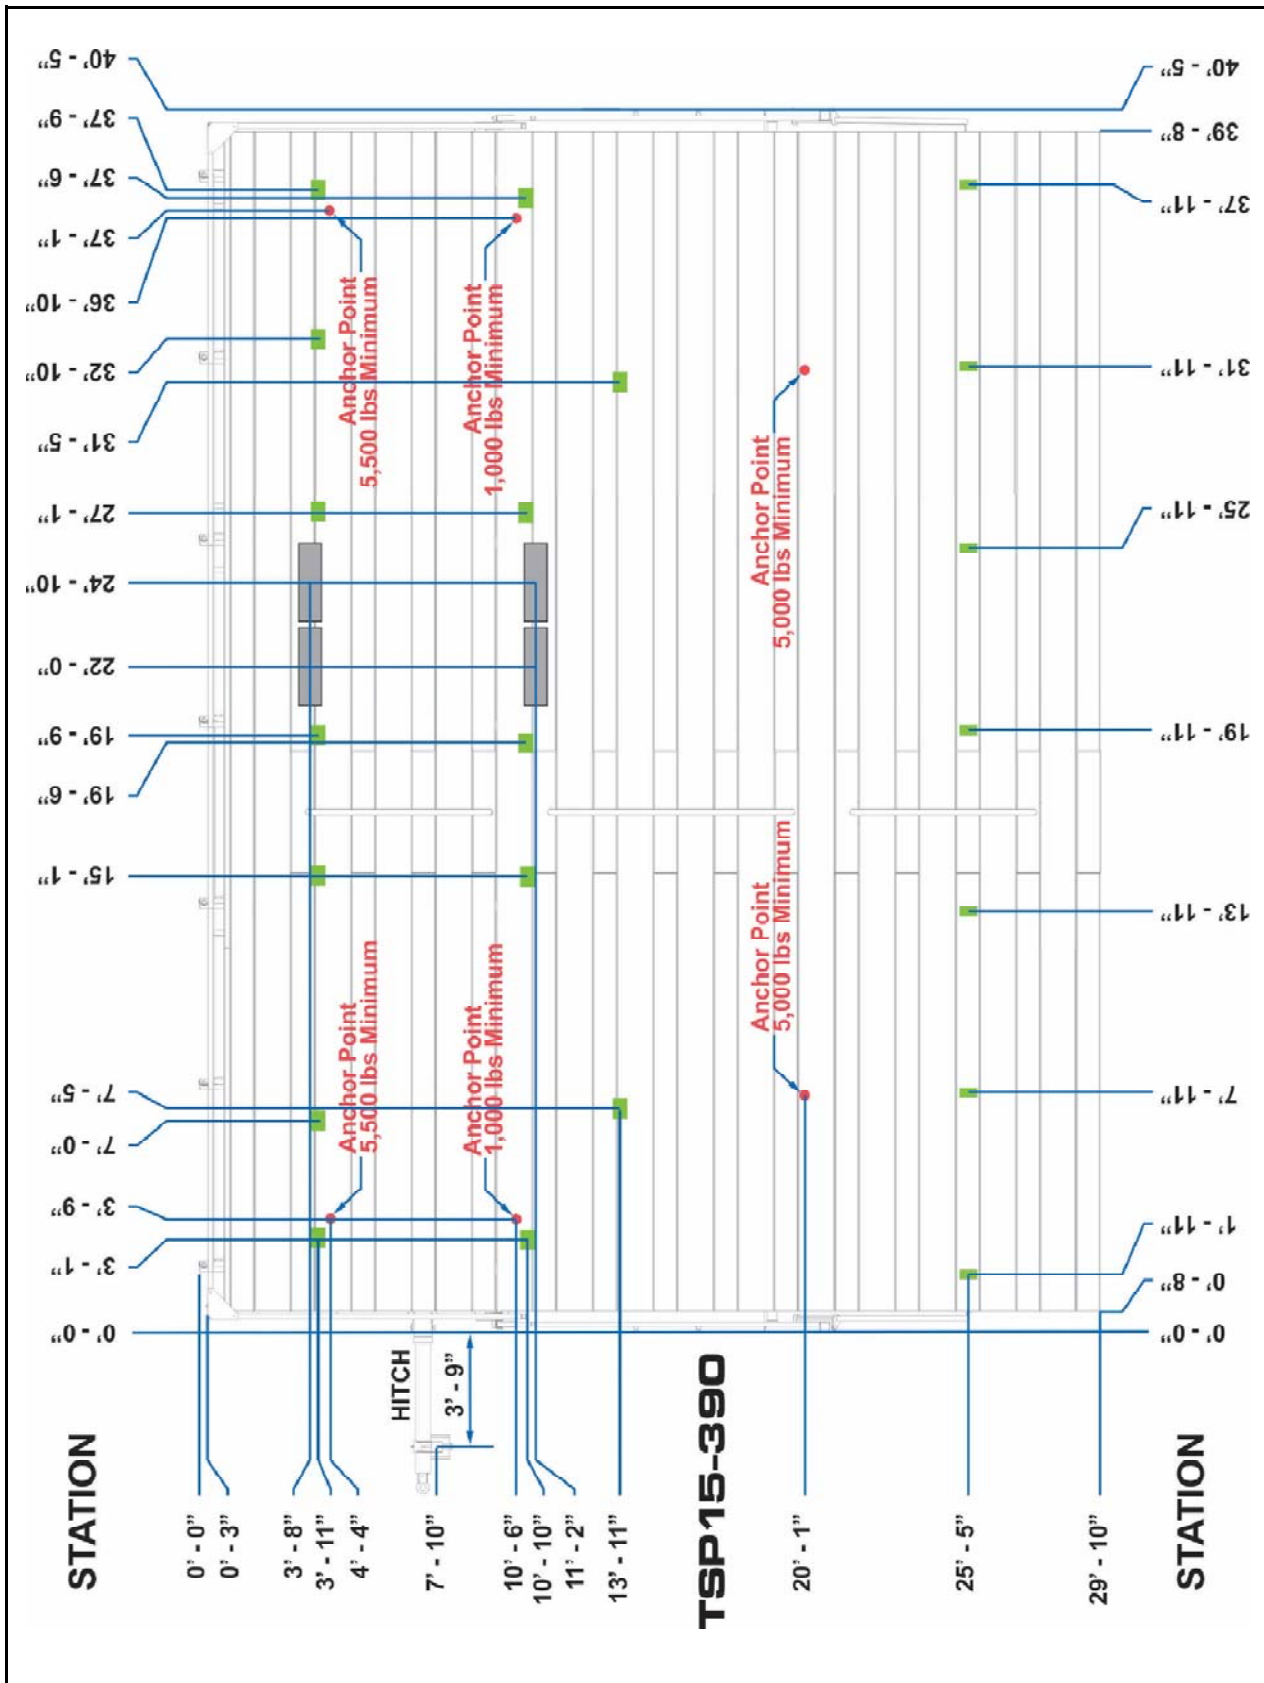 STATION
40' - 5"
37' - 9"
37' - 6"
37' - 1"
36' - 10"
32' - 10"
31' - 5"
27' - 1"
24' - 10"
22' - 0"
19' - 9"
19' - 6"
15' - 1"
7' - 5"
7' - 0"
3' - 9"
3' - 1"
0' - 0"
Anchor Point
5,500 lbs Minimum
Anchor Point
5,500 lbs Minimum
Anchor Point
1,000 lbs Minimum
Anchor Point
1,000 lbs Minimum
Anchor Point
5,000 lbs Minimum
Anchor Point
5,000 lbs Minimum
HITCH
3' - 9"
TSP15-390
0' - 0"
0' - 3"
3' - 8"
3' - 11"
4' - 4"
7' - 10"
10' - 6"
10' - 10"
11' - 2"
13' - 11"
20' - 1"
25' - 5"
29' - 10"
STATION
40' - 5"
39' - 8"
37' - 11"
31' - 11"
25' - 11"
19' - 11"
13' - 11"
7' - 11"
1' - 11"
0' - 8"
0' - 0"